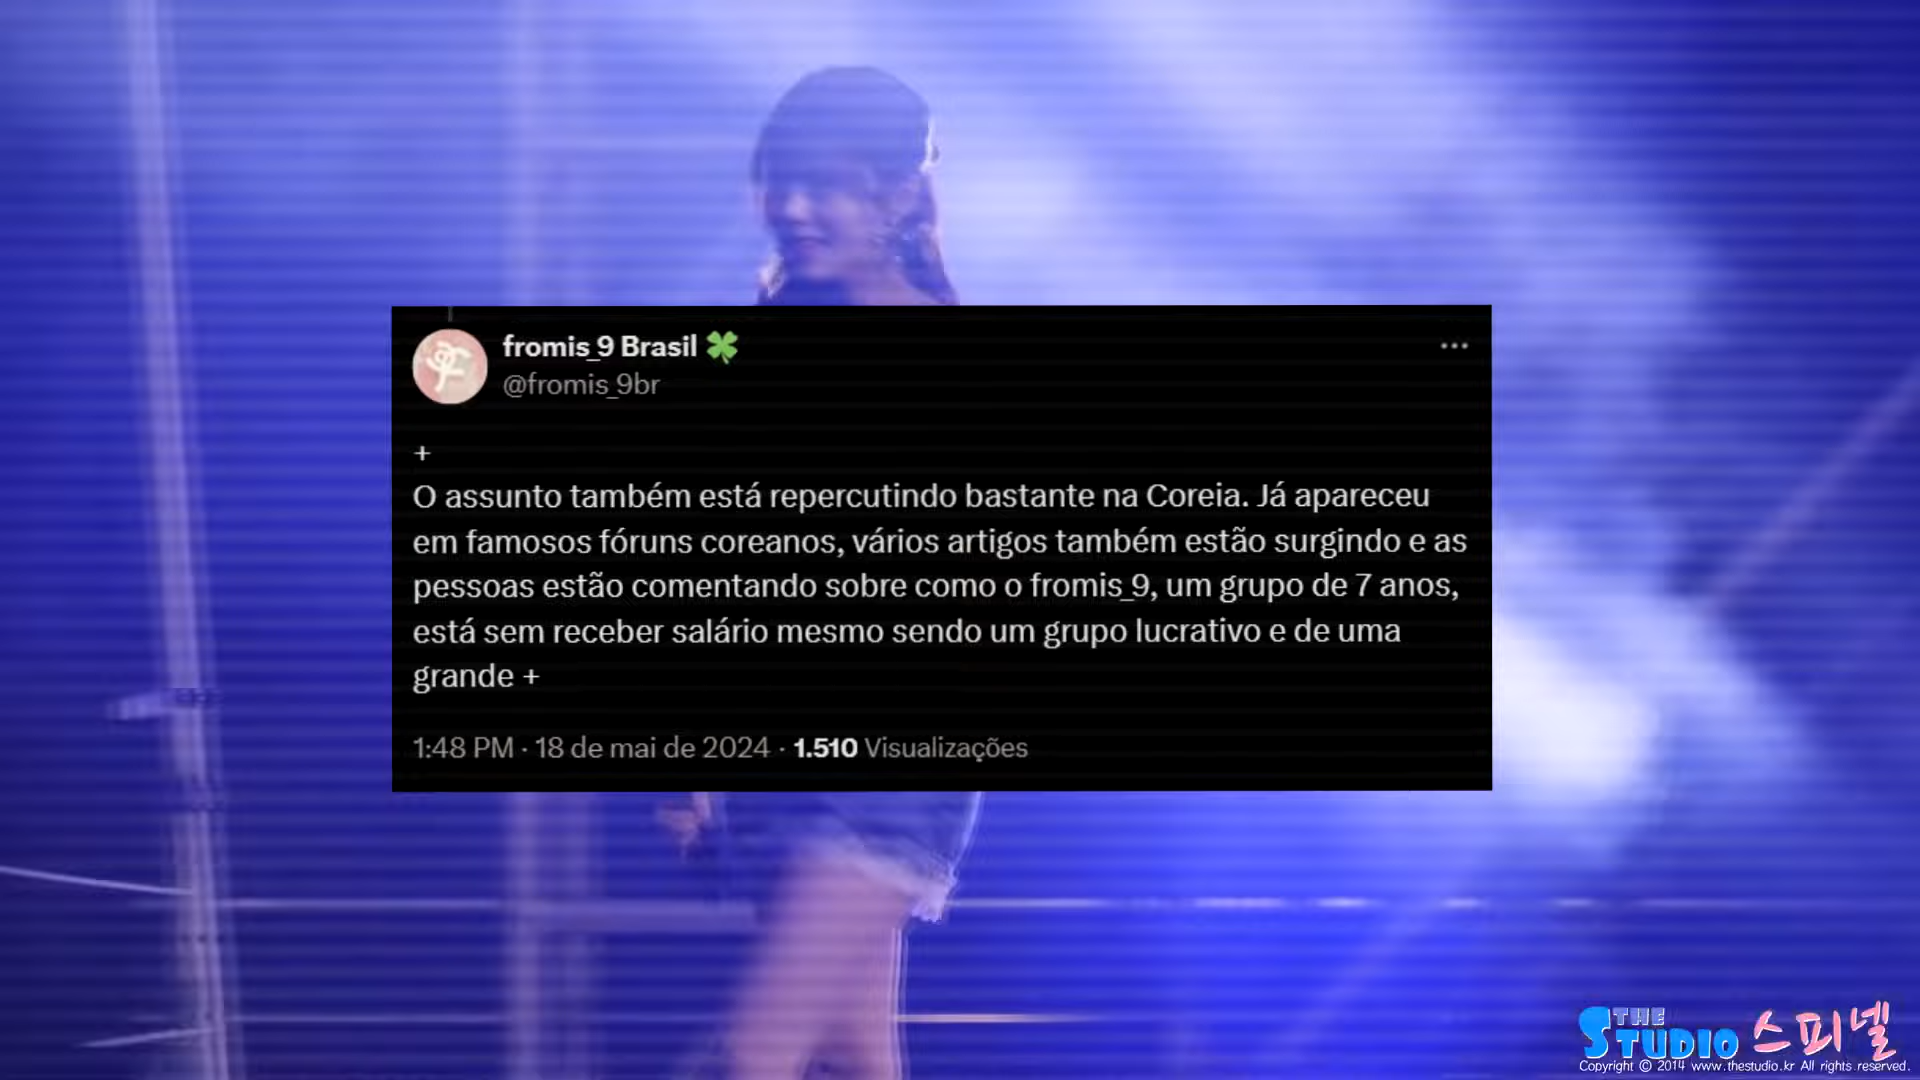 fromis_9 Brasil 🍀
@fromis_9br
+
O assunto também está repercutindo bastante na Coreia. Já apareceu
em famosos fóruns coreanos, vários artigos também estão surgindo e as
pessoas estão comentando sobre como o fromis_9, um grupo de 7 anos,
está sem receber salário mesmo sendo um grupo lucrativo e de uma
grande +
1:48 PM · 18 de mai de 2024 · 1.510 Visualizações
THE STUDIO 스피넬
Copyright © 2014 www.thestudio.kr All rights reserved.